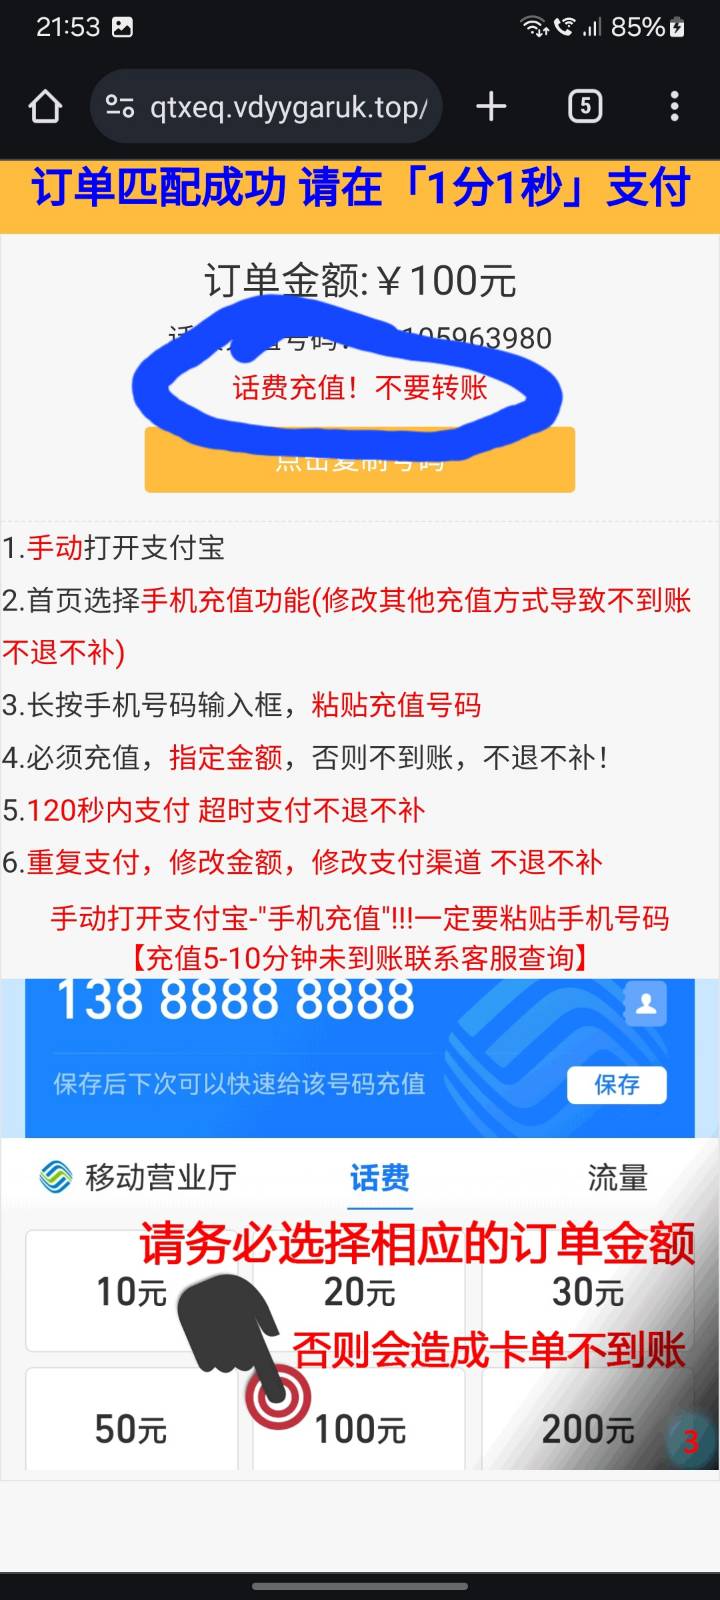 21:53
85%
qtxeq.vdyygaruk.top/
5
订单匹配成功 请在「1分1秒」支付
订单金额:￥100元
5963980
话费充值！不要转账
点击复制号码
1.手动打开支付宝
2.首页选择手机充值功能(修改其他充值方式导致不到账
不退不补)
3.长按手机号码输入框，粘贴充值号码
4.必须充值，指定金额，否则不到账，不退不补！
5.120秒内支付 超时支付不退不补
6.重复支付，修改金额，修改支付渠道 不退不补
手动打开支付宝-"手机充值"!!!一定要粘贴手机号码
【充值5-10分钟未到账联系客服查询】
138 8888 8888
保存后下次可以快速给该号码充值
保存
移动营业厅 话费 流量
请务必选择相应的订单金额
10元 20元 30元
否则会造成卡单不到账
50元 100元 200元
3